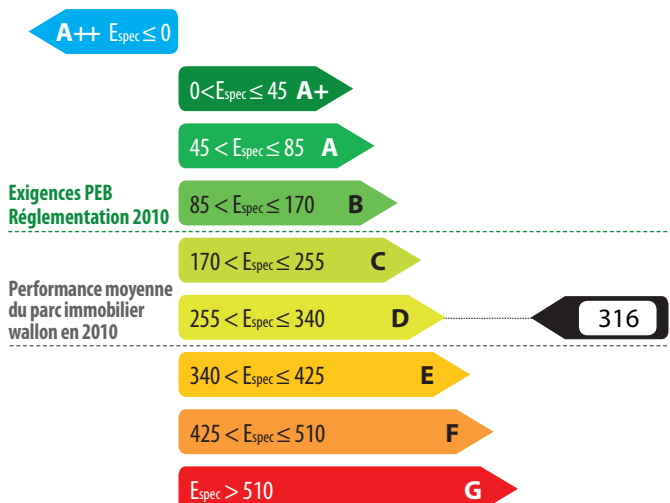 A++ Espec ≤ 0
0 < Espec ≤ 45 A+
45 < Espec ≤ 85 A
Exigences PEB
Réglementation 2010
85 < Espec ≤ 170 B
170 < Espec ≤ 255 C
Performance moyenne
du parc immobilier
wallon en 2010
255 < Espec ≤ 340 D
316
340 < Espec ≤ 425 E
425 < Espec ≤ 510 F
Espec > 510 G